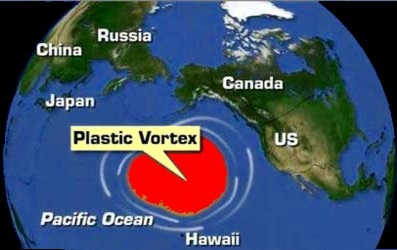 Russia
China
Canada
Japan
Plastic Vortex
US
Pacific Ocean
Hawaii